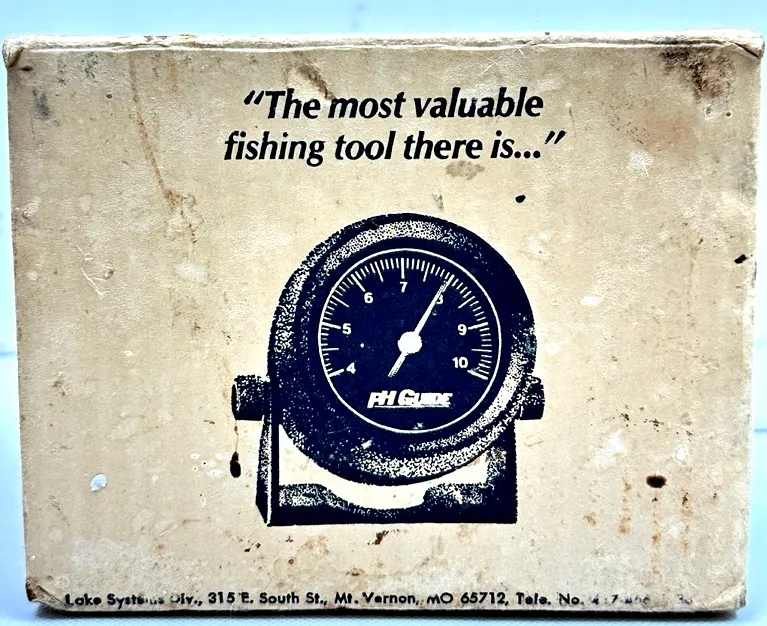 “The most valuable
fishing tool there is...”
7
6
8
5
9
4
10
pH Guide
Lake Systems Div., 315 E. South St., Mt. Vernon, MO 65712, Tele. No.